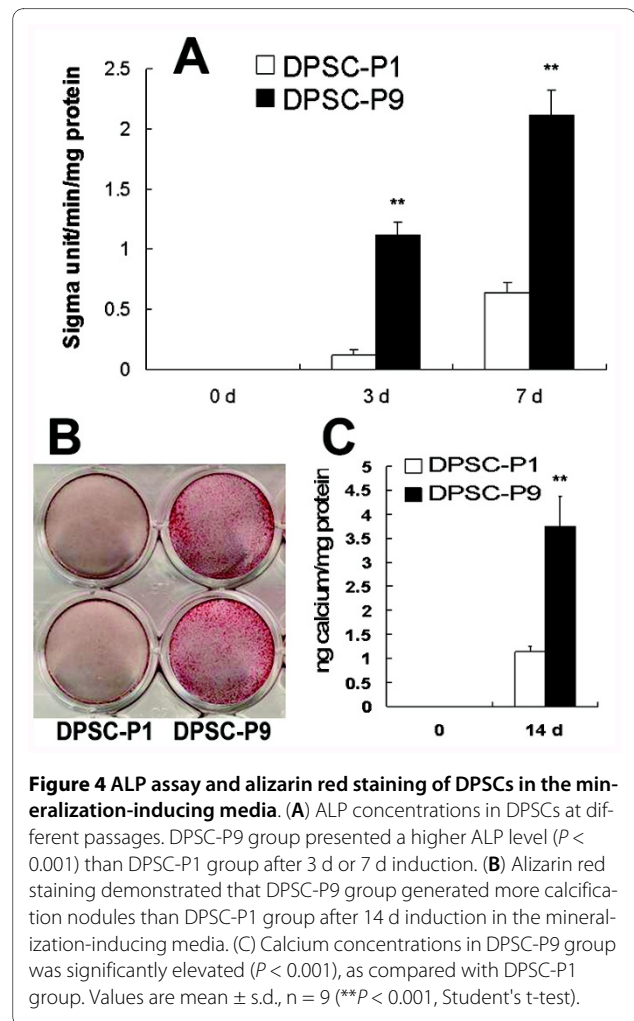 A
DPSC-P1
DPSC-P9
Sigma unit/min/mg protein
2.5
2
1.5
1
0.5
0
**
**
0 d
3 d
7 d
B
DPSC-P1 DPSC-P9
C
DPSC-P1
DPSC-P9
ng calcium/mg protein
5
4.5
4
3.5
3
2.5
2
1.5
1
0.5
0
**
0
14 d
Figure 4 ALP assay and alizarin red staining of DPSCs in the min-
eralization-inducing media. (A) ALP concentrations in DPSCs at dif-
ferent passages. DPSC-P9 group presented a higher ALP level (P <
0.001) than DPSC-P1 group after 3 d or 7 d induction. (B) Alizarin red
staining demonstrated that DPSC-P9 group generated more calcifica-
tion nodules than DPSC-P1 group after 14 d induction in the mineral-
ization-inducing media. (C) Calcium concentrations in DPSC-P9 group
was significantly elevated (P < 0.001), as compared with DPSC-P1
group. Values are mean ± s.d., n = 9 (**P < 0.001, Student's t-test).